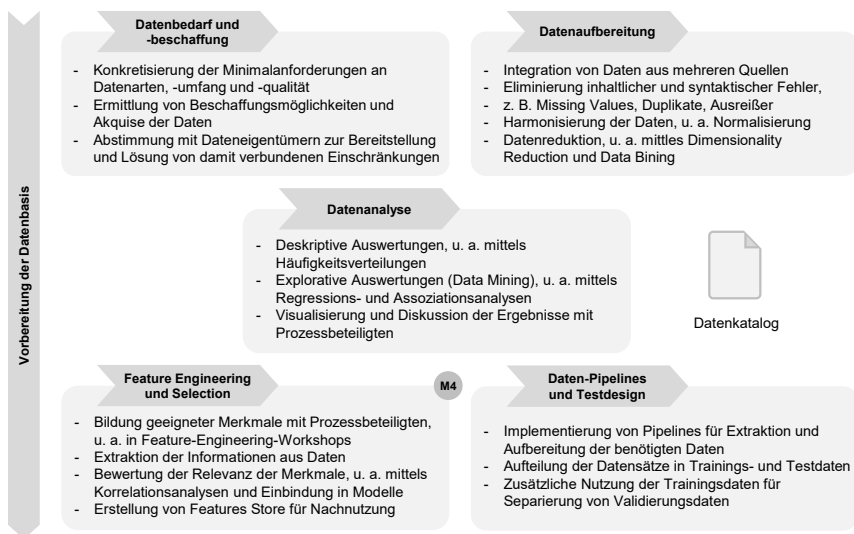 Vorbereitung der Datenbasis
Datenbedarf und
-beschaffung
- Konkretisierung der Minimalanforderungen an
Datenarten, -umfang und -qualität
- Ermittlung von Beschaffungsmöglichkeiten und
Akquise der Daten
- Abstimmung mit Dateneigentümern zur Bereitstellung
und Lösung von damit verbundenen Einschränkungen
Datenaufbereitung
- Integration von Daten aus mehreren Quellen
- Eliminierung inhaltlicher und syntaktischer Fehler,
- z. B. Missing Values, Duplikate, Ausreißer
- Harmonisierung der Daten, u. a. Normalisierung
- Datenreduktion, u. a. mittles Dimensionality
Reduction und Data Bining
Datenanalyse
- Deskriptive Auswertungen, u. a. mittels
Häufigkeitsverteilungen
- Explorative Auswertungen (Data Mining), u. a. mittels
Regressions- und Assoziationsanalysen
- Visualisierung und Diskussion der Ergebnisse mit
Prozessbeteiligten
Datenkatalog
Feature Engineering
und Selection
M4
- Bildung geeigneter Merkmale mit Prozessbeteiligten,
u. a. in Feature-Engineering-Workshops
- Extraktion der Informationen aus Daten
- Bewertung der Relevanz der Merkmale, u. a. mittels
Korrelationsanalysen und Einbindung in Modelle
- Erstellung von Features Store für Nachnutzung
Daten-Pipelines
und Testdesign
- Implementierung von Pipelines für Extraktion und
Aufbereitung der benötigten Daten
- Aufteilung der Datensätze in Trainings- und Testdaten
- Zusätzliche Nutzung der Trainingsdaten für
Separierung von Validierungsdaten